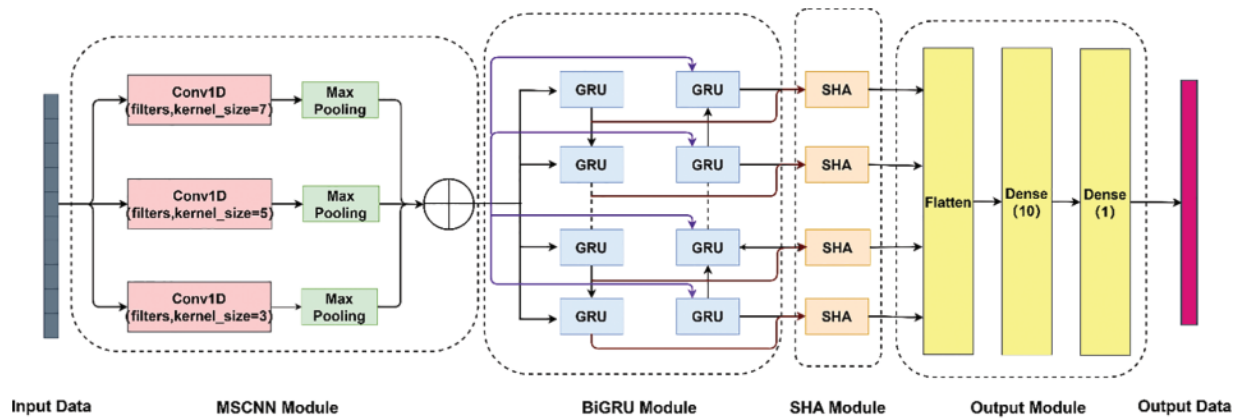 Conv1D
(filters,kernel_size=7)
Max
Pooling
Conv1D
(filters,kernel_size=5)
Max
Pooling
Conv1D
(filters,kernel_size=3)
Max
Pooling
GRU
GRU
GRU
GRU
GRU
GRU
GRU
GRU
SHA
SHA
SHA
SHA
Flatten
Dense
(10)
Dense
(1)
Input Data
MSCNN Module
BiGRU Module
SHA Module
Output Module
Output Data